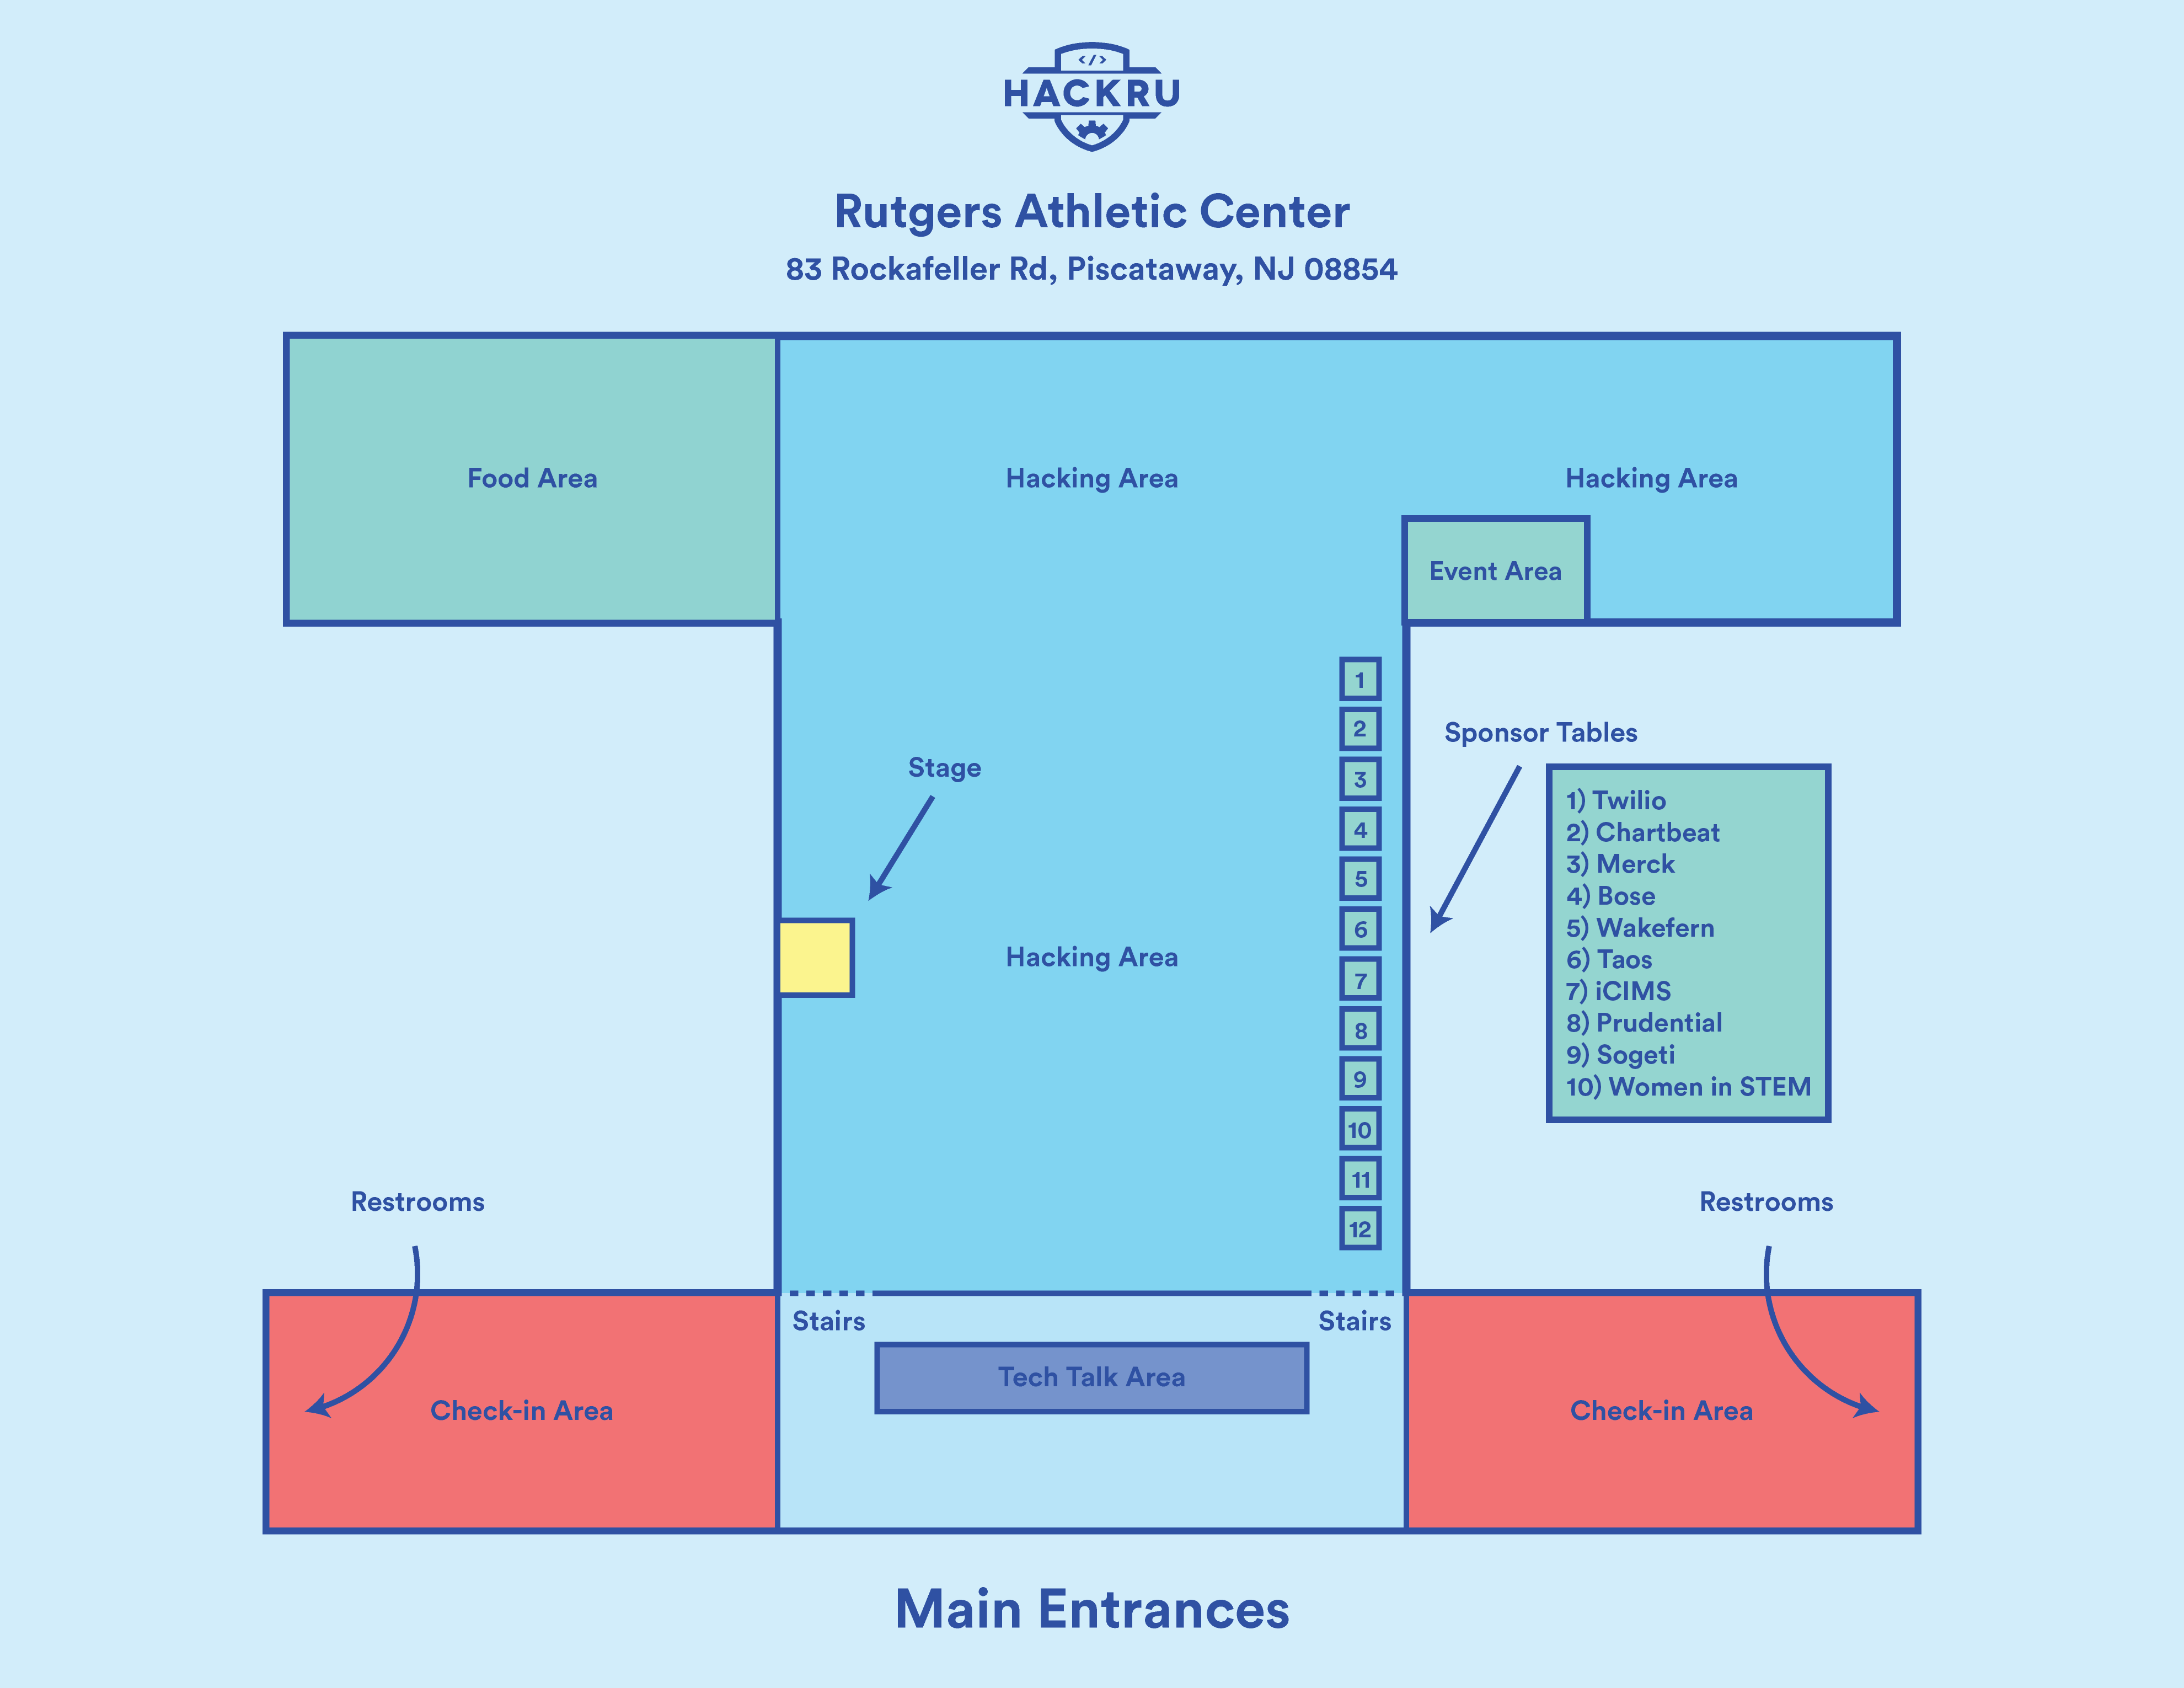 </>
HACKRU
Rutgers Athletic Center
83 Rockafeller Rd, Piscataway, NJ 08854
Food Area
Hacking Area
Hacking Area
Event Area
1
2
3
4
5
6
7
8
9
10
11
12
Sponsor Tables
1) Twilio
2) Chartbeat
3) Merck
4) Bose
5) Wakefern
6) Taos
7) iCIMS
8) Prudential
9) Sogeti
10) Women in STEM
Stage
Hacking Area
Restrooms
Restrooms
Stairs
Stairs
Tech Talk Area
Check-in Area
Check-in Area
Main Entrances